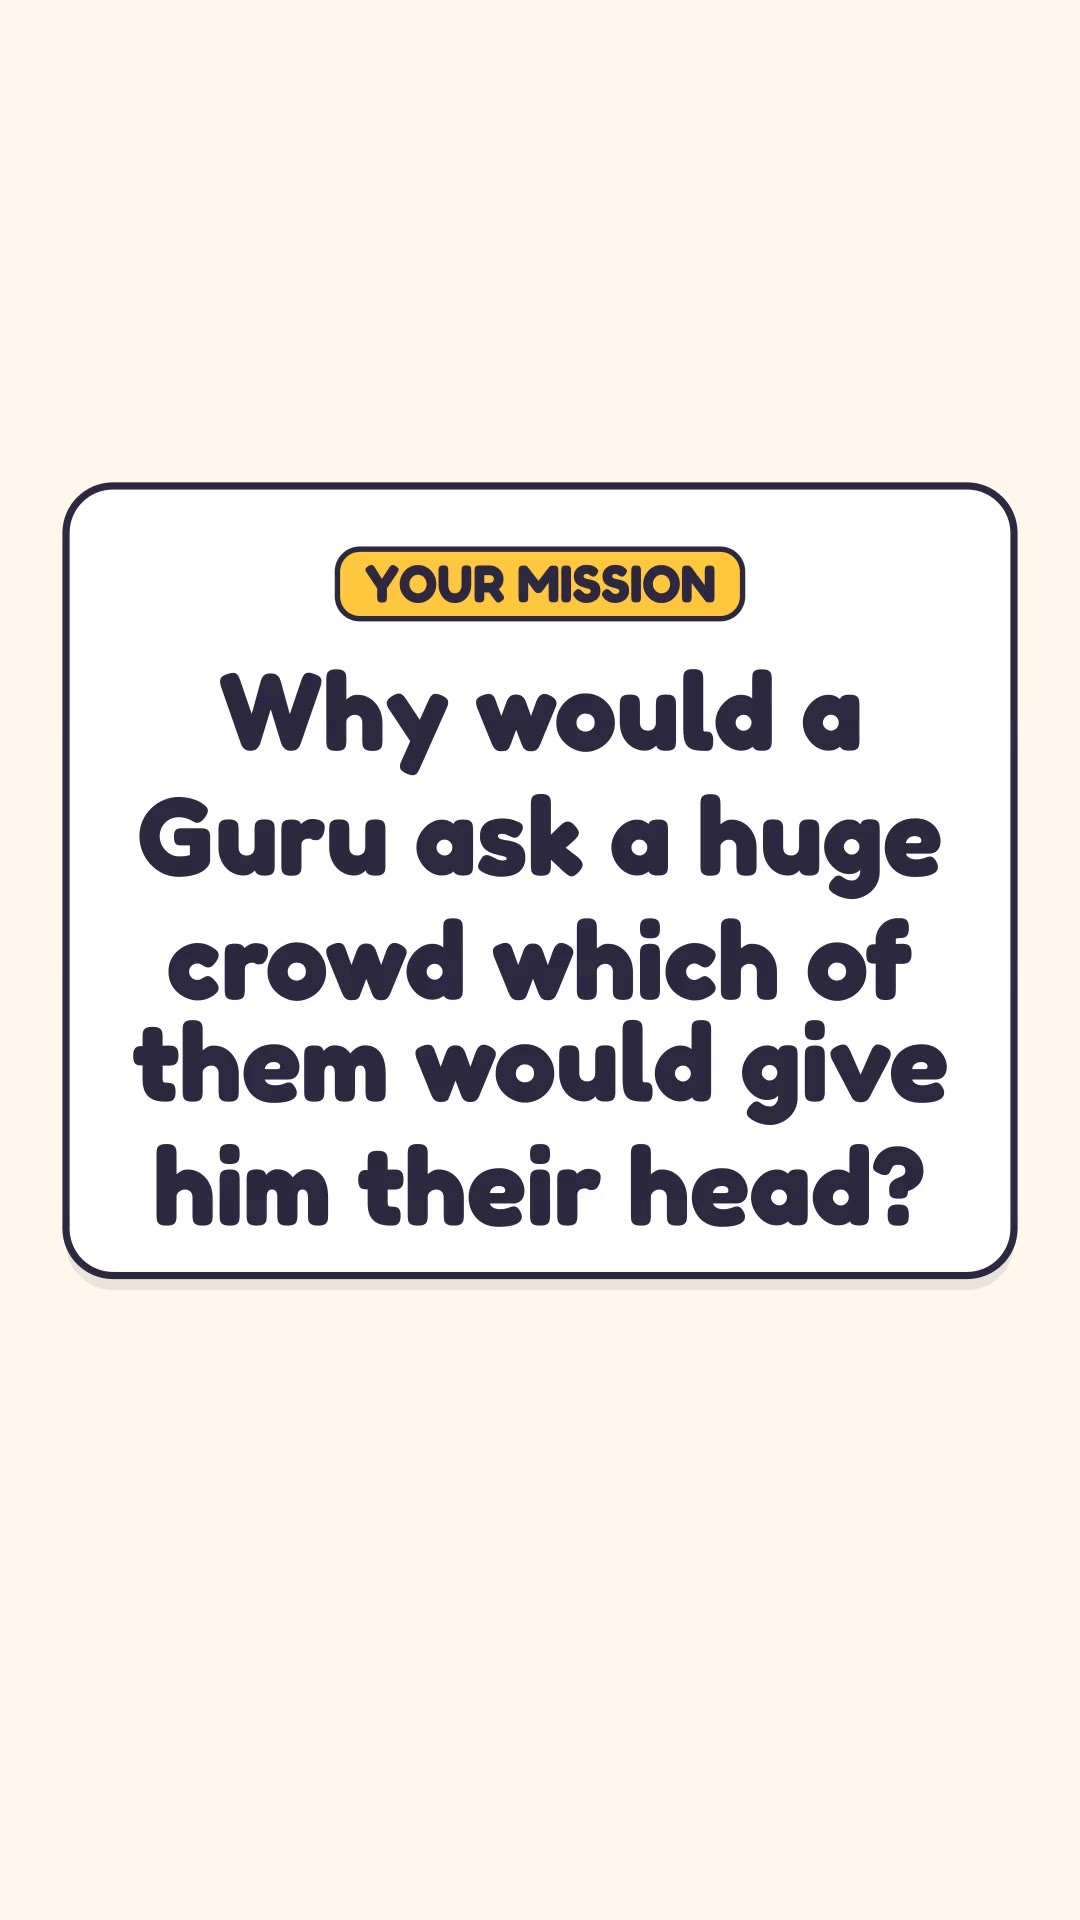 YOUR MISSION
Why would a
Guru ask a huge
crowd which of
them would give
him their head?